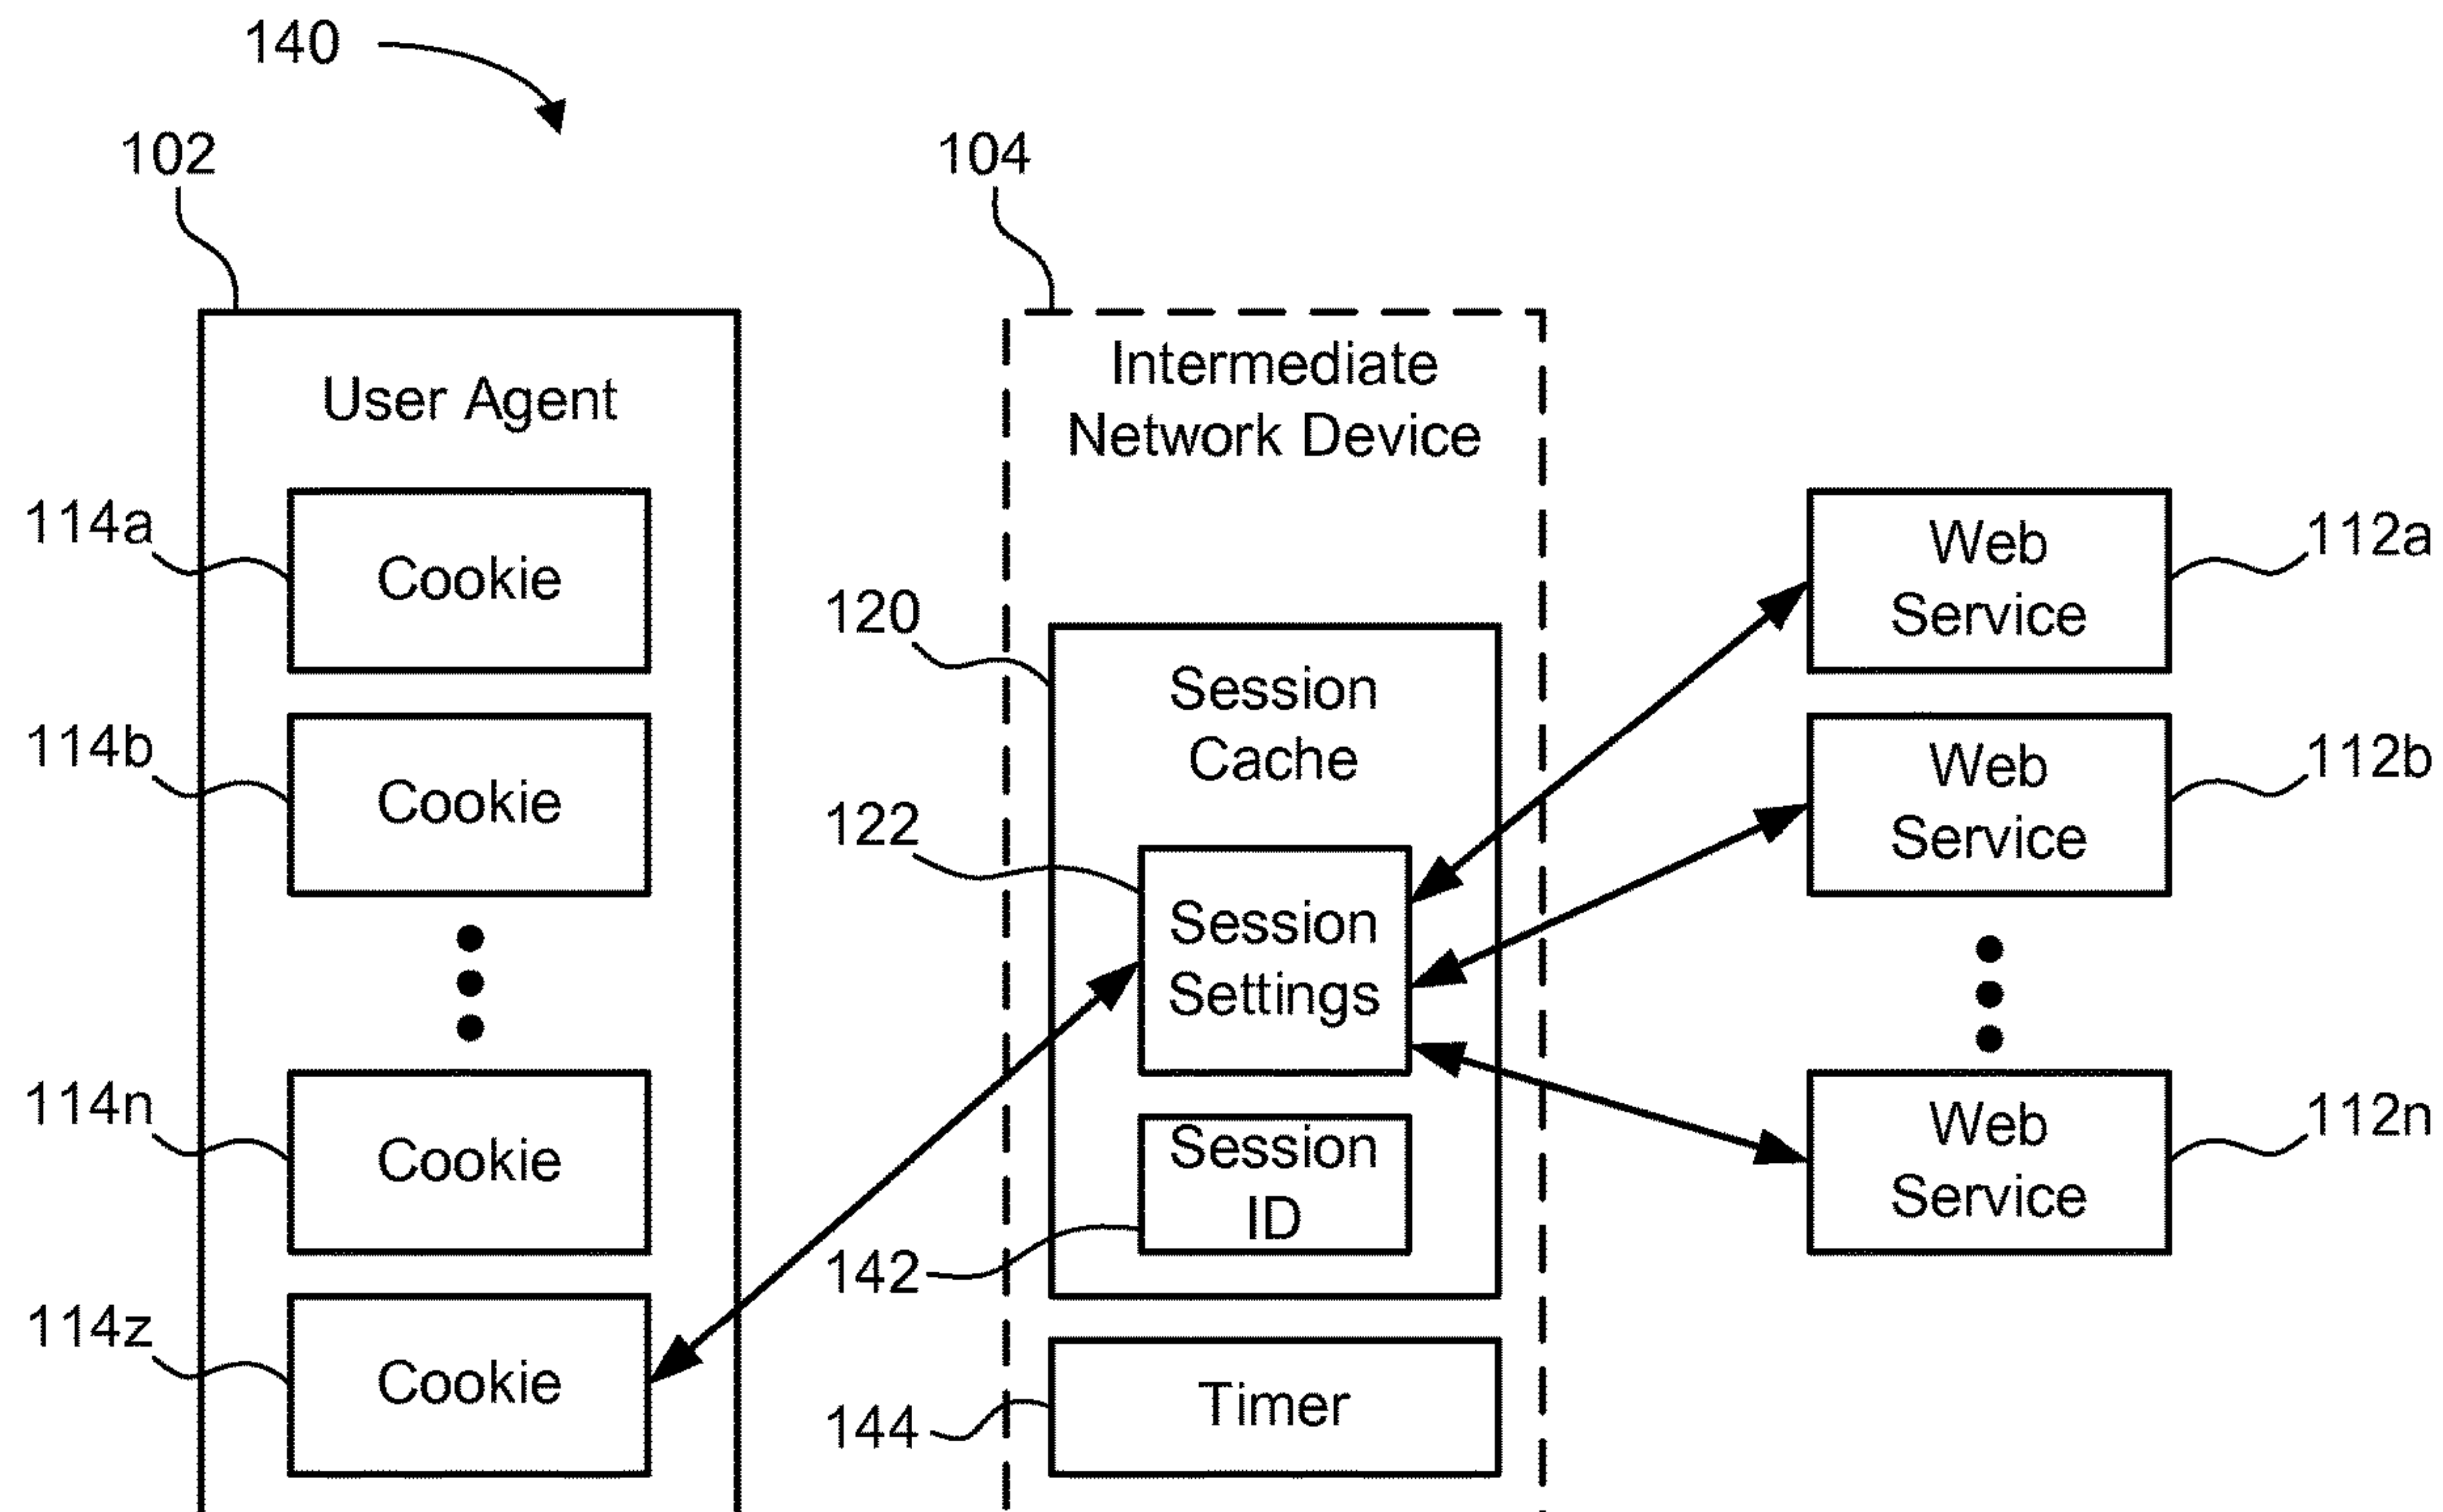 140
102
104
User Agent
Intermediate
Network Device
114a
Cookie
114b
Cookie
114n
Cookie
114z
Cookie
120
Session
Cache
122
Session
Settings
Session
ID
142
144
Timer
Web
Service
112a
Web
Service
112b
Web
Service
112n